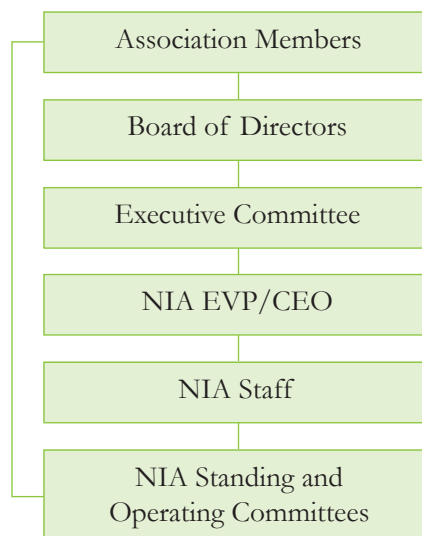 Association Members
Board of Directors
Executive Committee
NIA EVP/CEO
NIA Staff
NIA Standing and
Operating Committees